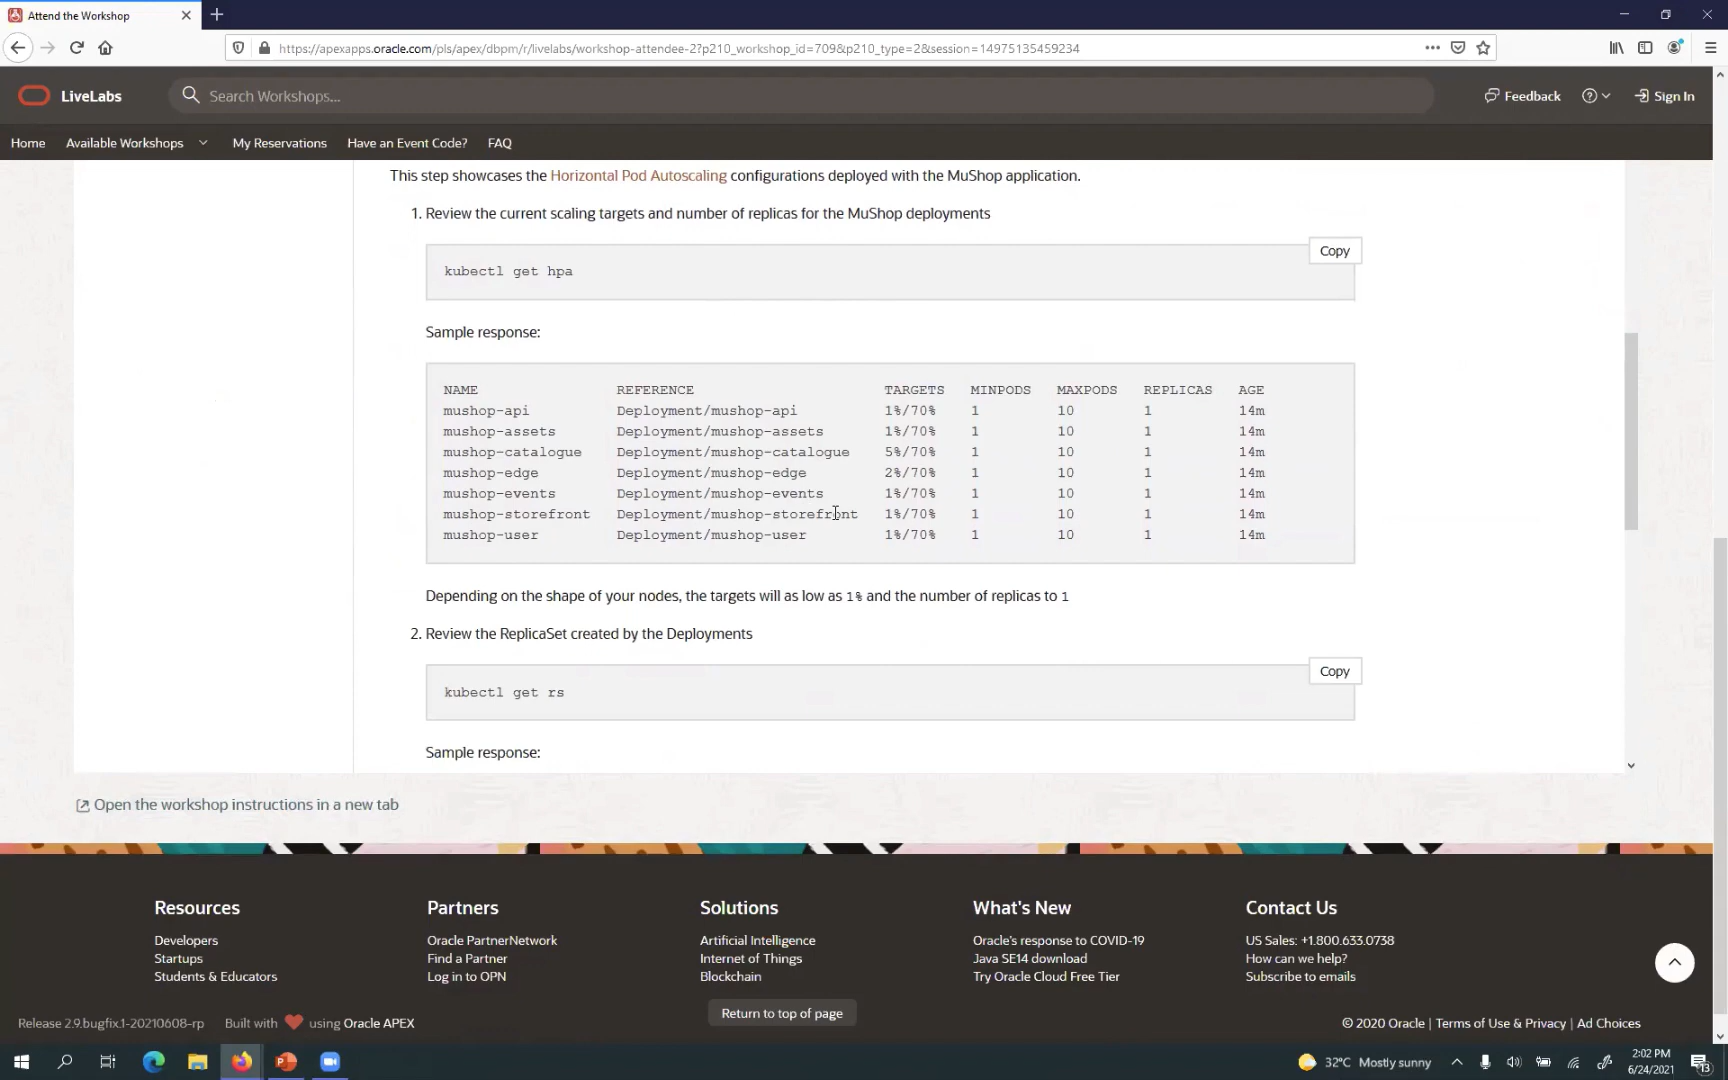 Attend the Workshop
https://apexapps.oracle.com/pls/apex/dbpm/r/livelabs/workshop-attendee-2?p210_workshop_id=709&p210_type=2&session=14975135459234
LiveLabs
Search Workshops...
Feedback
Sign In
Home Available Workshops My Reservations Have an Event Code? FAQ
This step showcases the Horizontal Pod Autoscaling configurations deployed with the MuShop application.
1. Review the current scaling targets and number of replicas for the MuShop deployments
Copy
kubectl get hpa
Sample response:
NAME REFERENCE TARGETS MINPODS MAXPODS REPLICAS AGE
mushop-api Deployment/mushop-api 1%/70% 1 10 1 14m
mushop-assets Deployment/mushop-assets 1%/70% 1 10 1 14m
mushop-catalogue Deployment/mushop-catalogue 5%/70% 1 10 1 14m
mushop-edge Deployment/mushop-edge 2%/70% 1 10 1 14m
mushop-events Deployment/mushop-events 1%/70% 1 10 1 14m
mushop-storefront Deployment/mushop-storefront 1%/70% 1 10 1 14m
mushop-user Deployment/mushop-user 1%/70% 1 10 1 14m
Depending on the shape of your nodes, the targets will as low as 1% and the number of replicas to 1
2. Review the ReplicaSet created by the Deployments
Copy
kubectl get rs
Sample response:
Open the workshop instructions in a new tab
Resources Partners Solutions What's New Contact Us
Developers Oracle PartnerNetwork Artificial Intelligence Oracle's response to COVID-19 US Sales: +1.800.633.0738
Startups Find a Partner Internet of Things Java SE14 download How can we help?
Students & Educators Log in to OPN Blockchain Try Oracle Cloud Free Tier Subscribe to emails
Return to top of page
Release 2.9.bugfix.1-20210608-rp Built with using Oracle APEX © 2020 Oracle | Terms of Use & Privacy | Ad Choices
32°C Mostly sunny
2:02 PM
6/24/2021
13